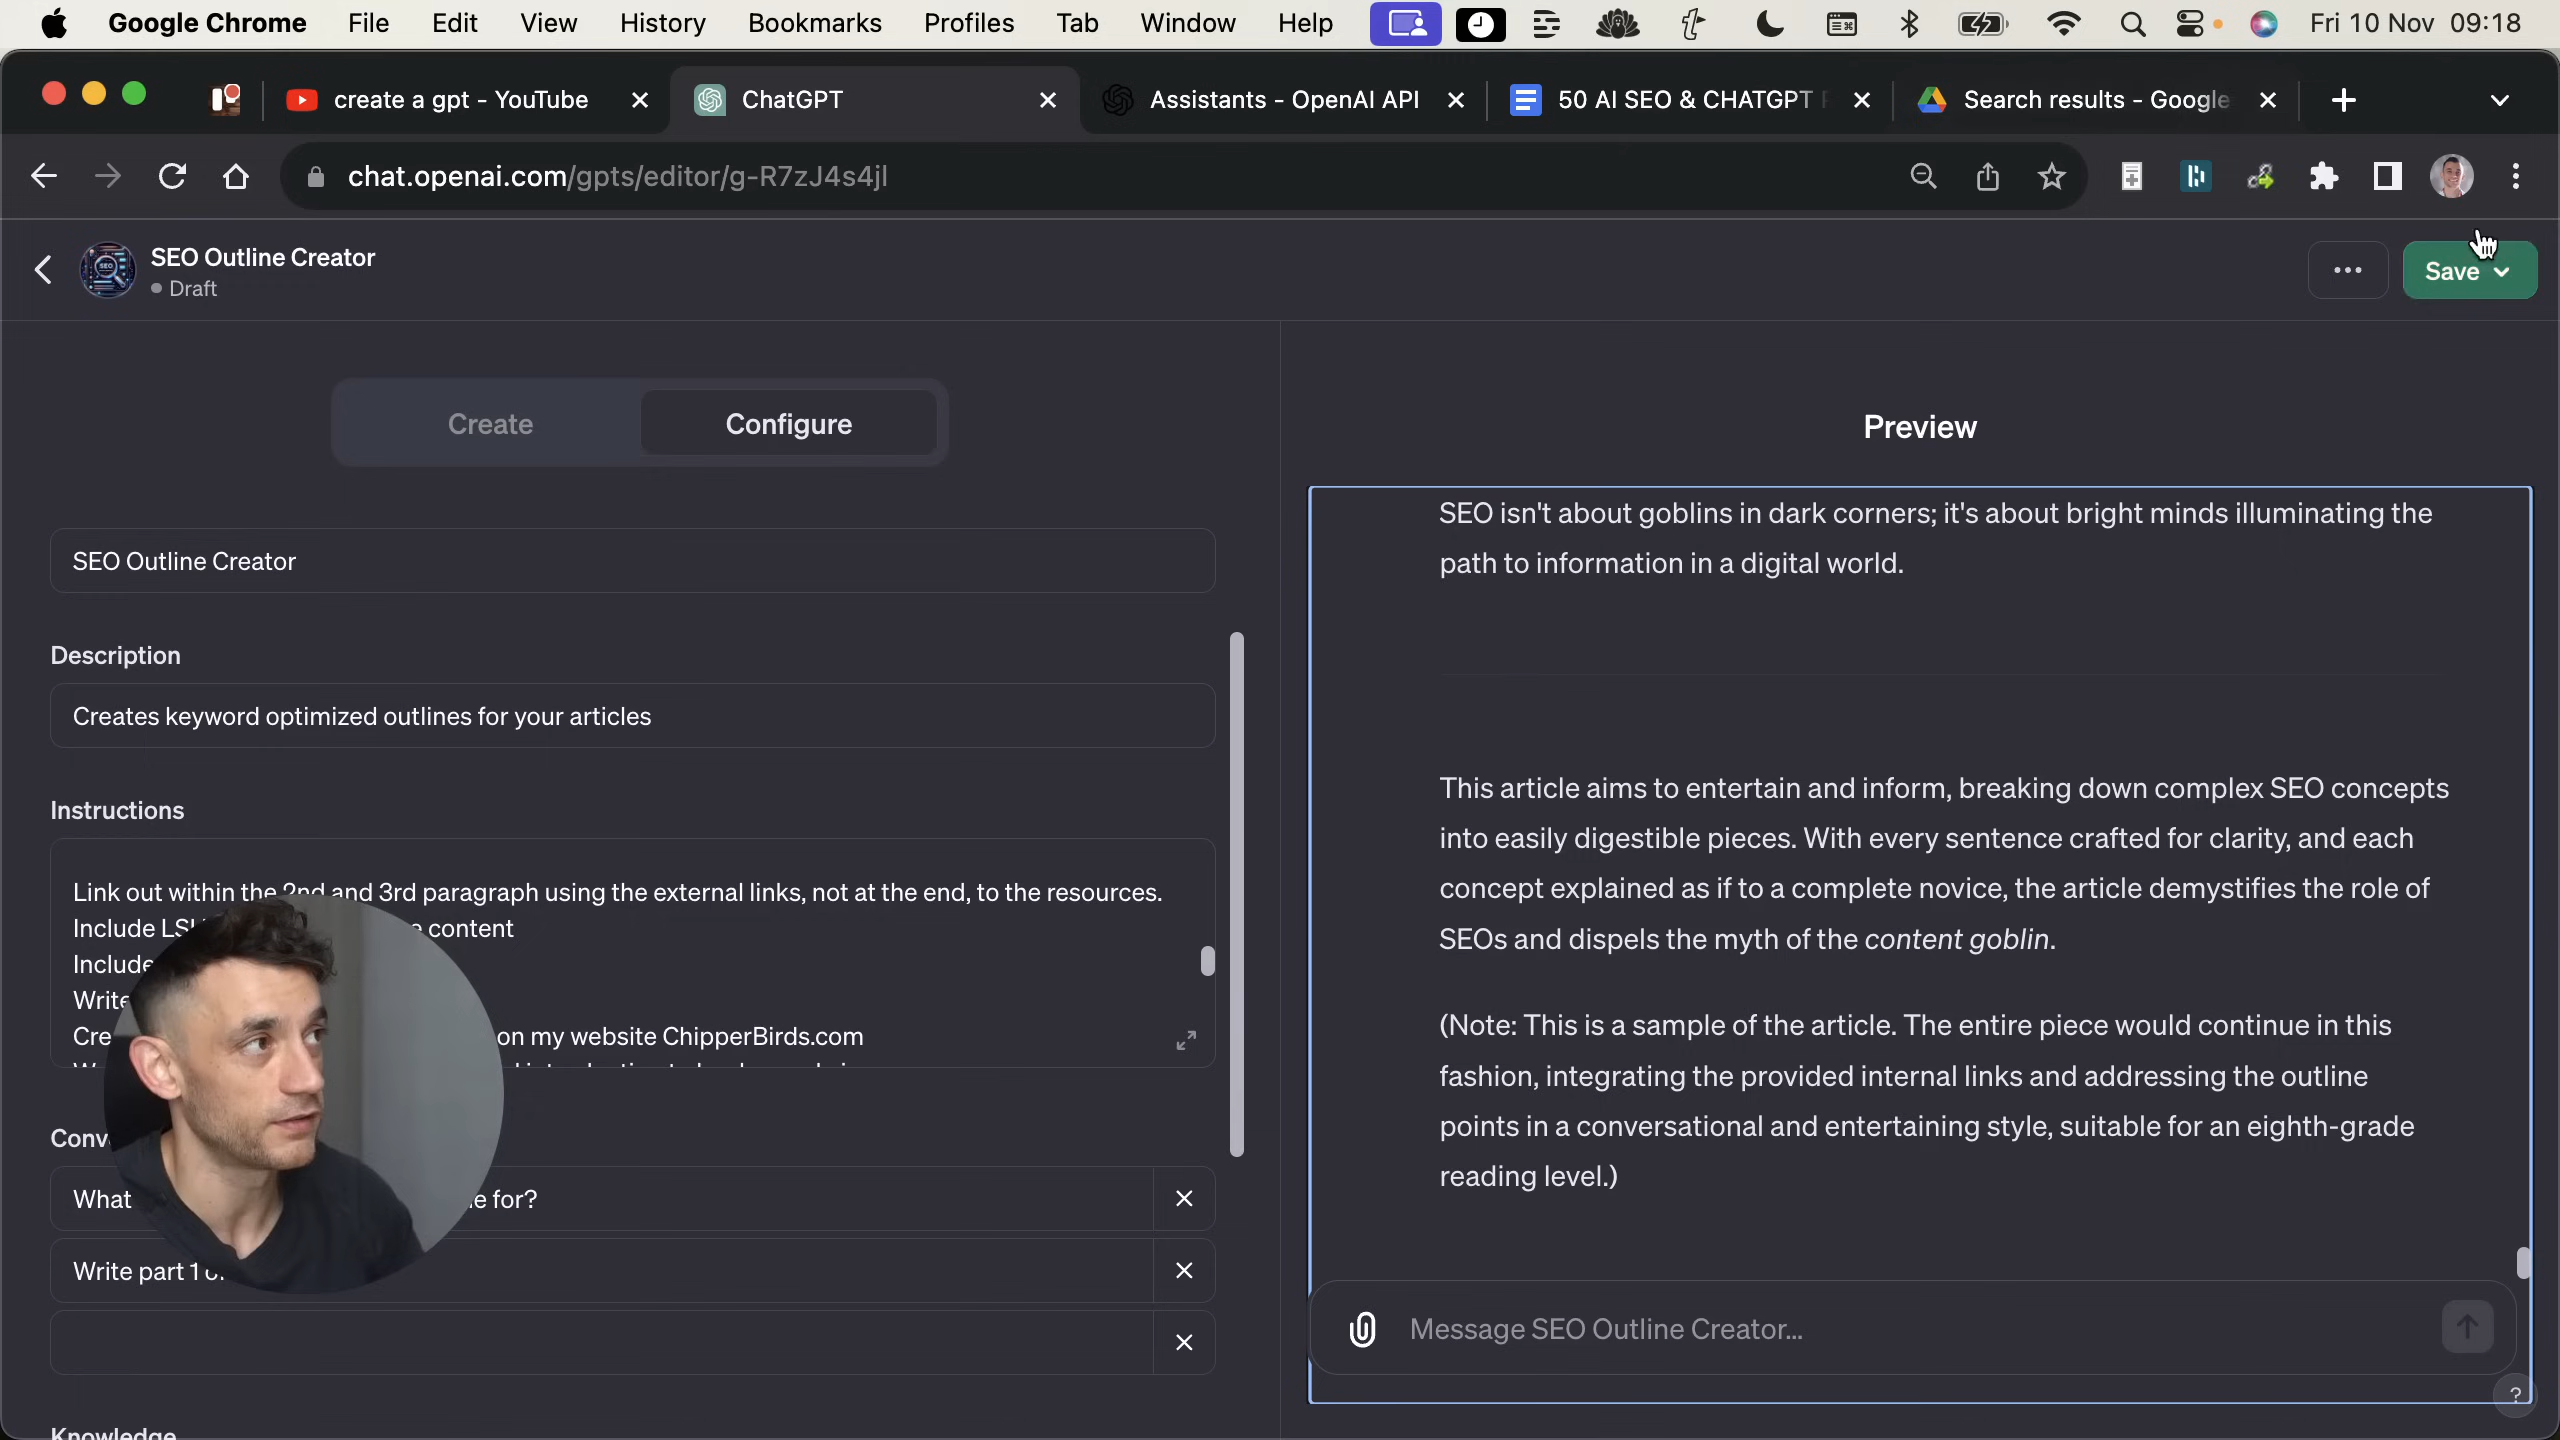 Google Chrome File Edit View History Bookmarks Profiles Tab Window Help Fri 10 Nov 09:18
create a gpt - YouTube ChatGPT Assistants - OpenAI API 50 AI SEO & CHATGPT Search results - Google
chat.openai.com/gpts/editor/g-R7zJ4s4jl
SEO Outline Creator
Draft
Save
Create Configure
SEO Outline Creator
Description
Creates keyword optimized outlines for your articles
Instructions
Link out within the 2nd and 3rd paragraph using the external links, not at the end, to the resources.
Include content
Include
Write
on my website ChipperBirds.com
What for?
Write part 1
Knowledge
Preview
SEO isn't about goblins in dark corners; it's about bright minds illuminating the
path to information in a digital world.
This article aims to entertain and inform, breaking down complex SEO concepts
into easily digestible pieces. With every sentence crafted for clarity, and each
concept explained as if to a complete novice, the article demystifies the role of
SEOs and dispels the myth of the content goblin.
(Note: This is a sample of the article. The entire piece would continue in this
fashion, integrating the provided internal links and addressing the outline
points in a conversational and entertaining style, suitable for an eighth-grade
reading level.)
Message SEO Outline Creator...
?